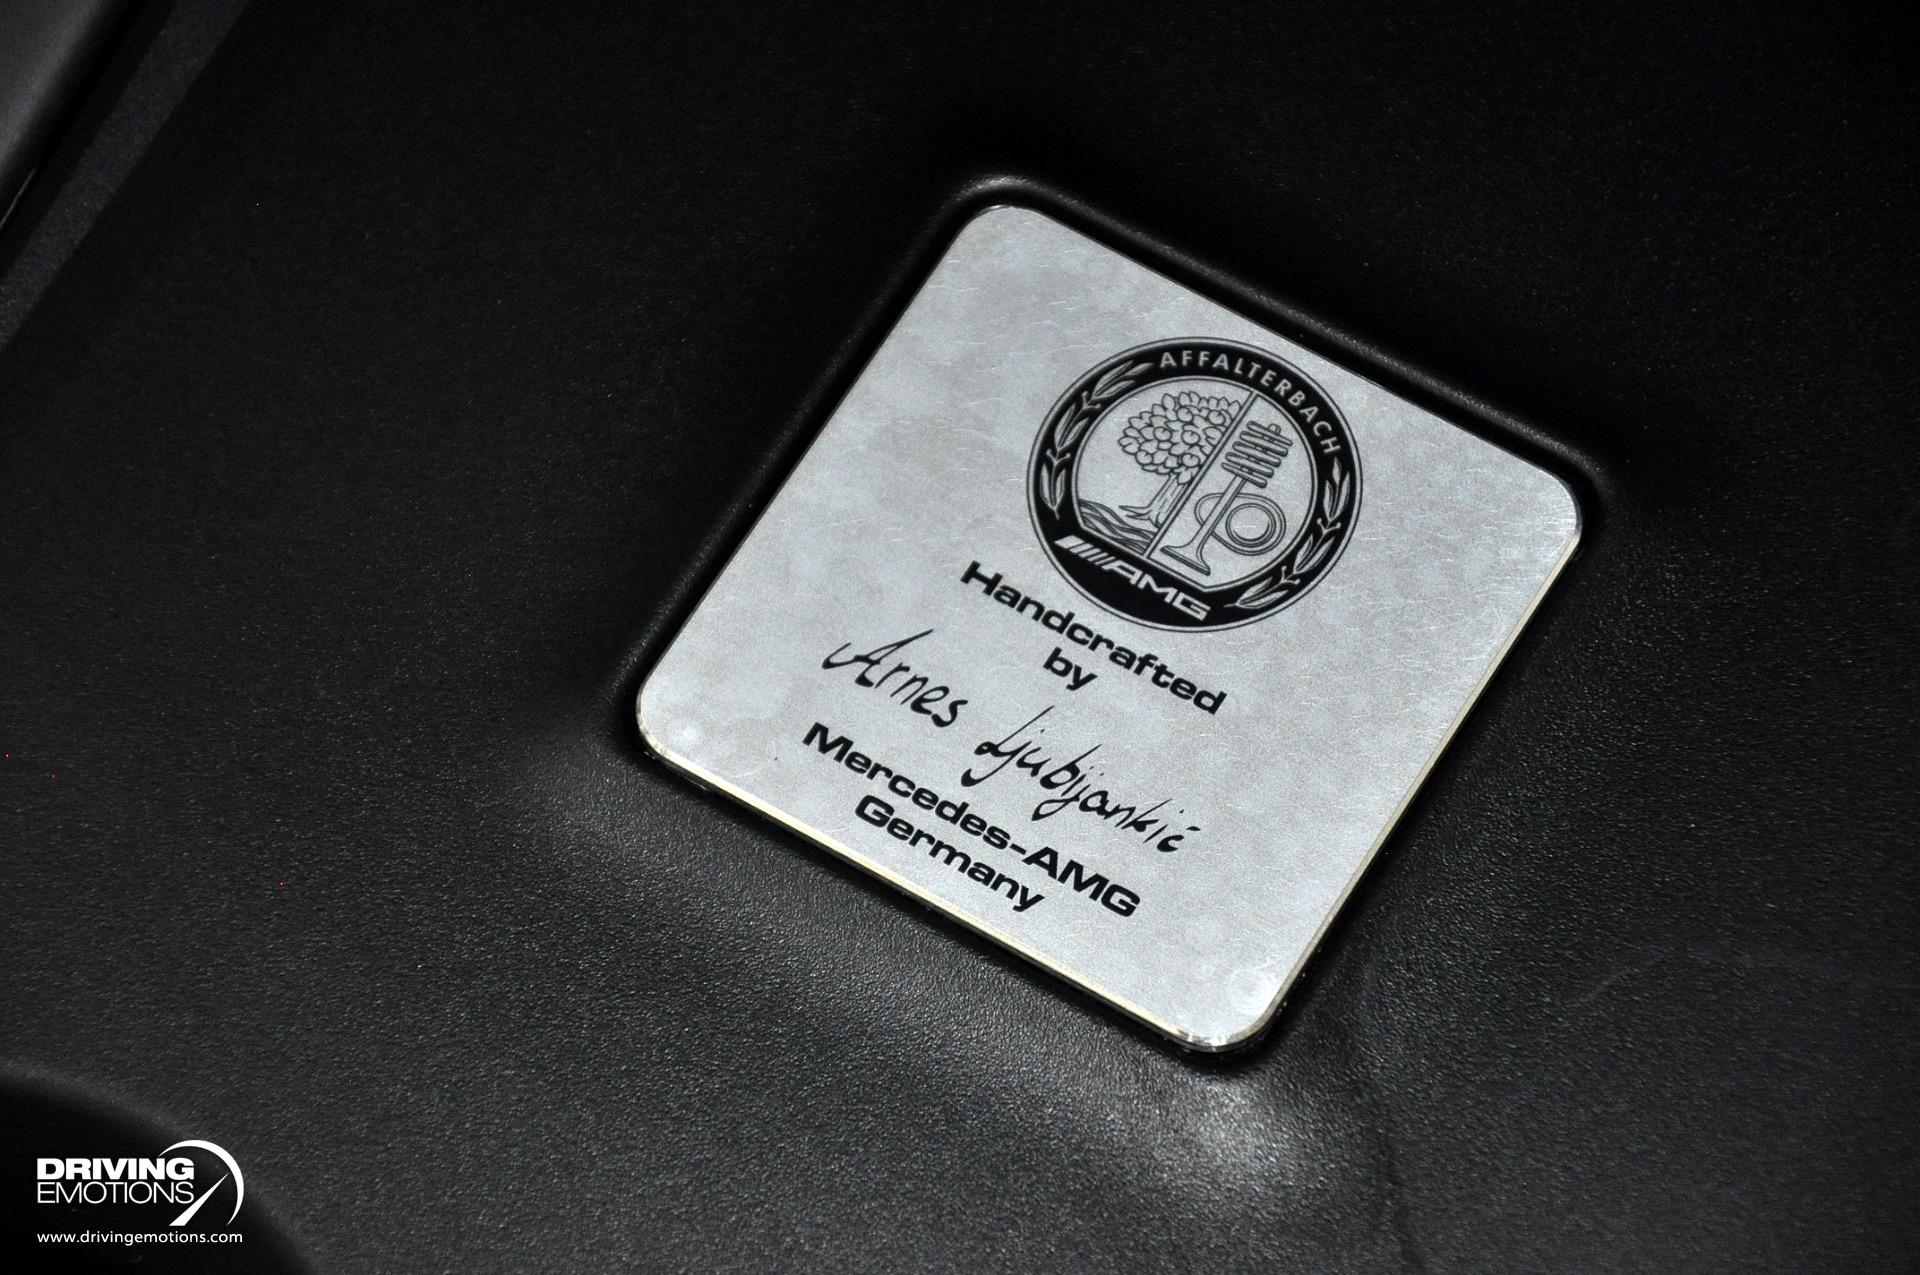 AFFALTERBACH
AMG
Handcrafted
by
Arnes Ljubijankić
Mercedes-AMG
Germany
DRIVING
EMOTIONS
www.drivingemotions.com